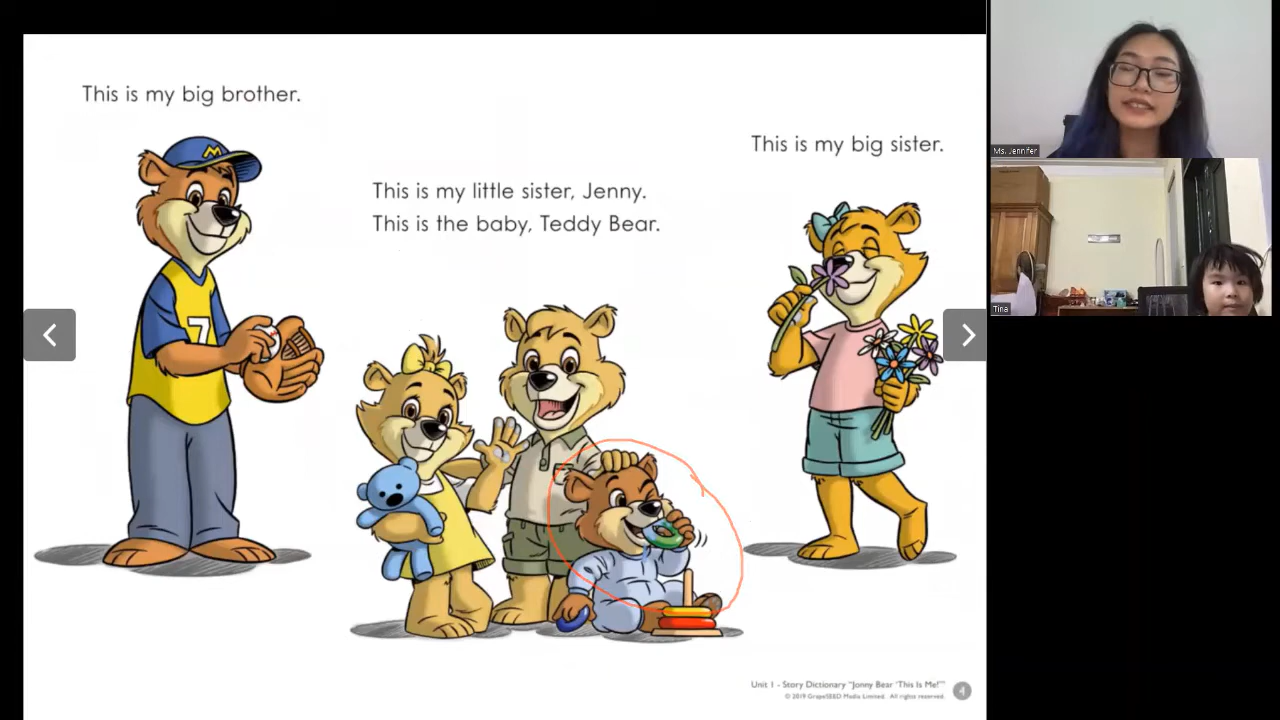 This is my big brother.
This is my big sister.
This is my little sister, Jenny.
This is the baby, Teddy Bear.
M
7
Unit 1 - Story Dictionary "Jonny Bear 'This Is Me!'"
© 2019 GrapeSEED Media Limited. All rights reserved.
4
Ms. Jennifer
Tina